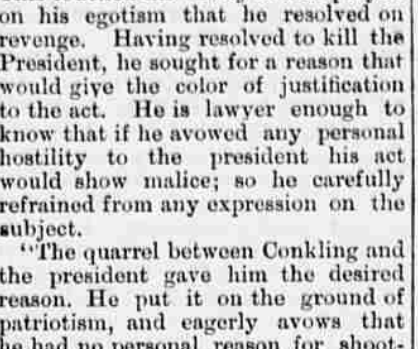 on his egotism that he resolved on
revenge. Having resolved to kill the
President, he sought for a reason that
would give the color of justification
to the act. He is lawyer enough to
know that if he avowed any personal
hostility to the president his act
would show malice; so he carefully
refrained from any expression on the
subject.
"The quarrel between Conkling and
the president gave him the desired
reason. He put it on the ground of
patriotism, and eagerly avows that
he had no personal reason for shoot-